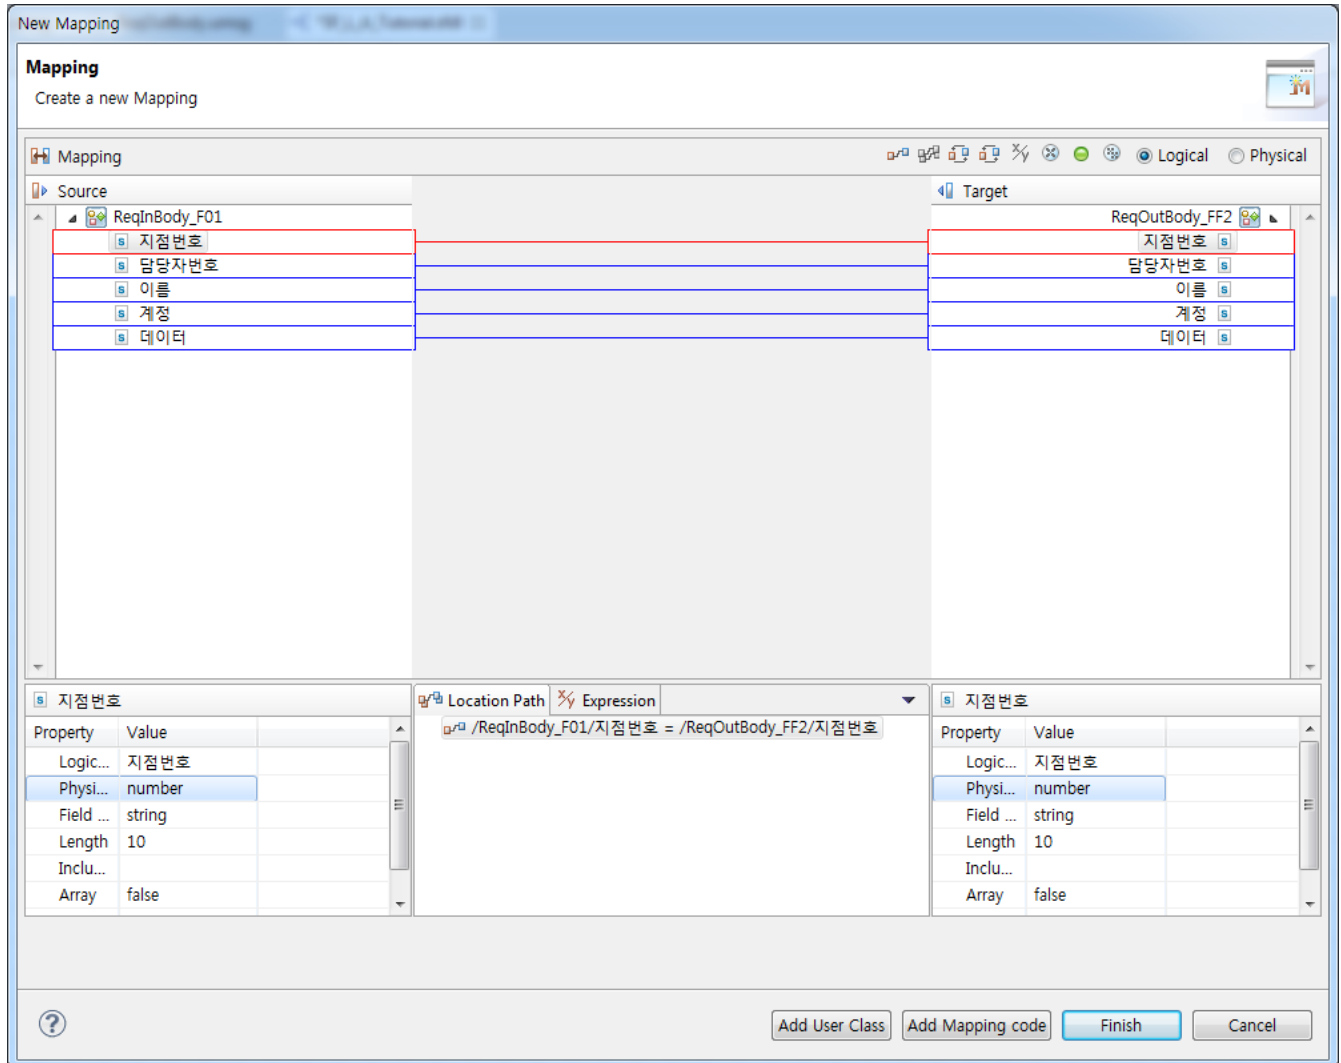 New Mapping
Mapping
Create a new Mapping
Mapping
Logical Physical
Source
Target
ReqInBody_F01
ReqOutBody_FF2
지점번호
지점번호
담당자번호
담당자번호
이름
이름
계정
계정
데이터
데이터
지점번호
Property Value
Logic... 지점번호
Physi... number
Field ... string
Length 10
Inclu...
Array false
Location Path Expression
/ReqInBody_F01/지점번호 = /ReqOutBody_FF2/지점번호
지점번호
Property Value
Logic... 지점번호
Physi... number
Field ... string
Length 10
Inclu...
Array false
Add User Class Add Mapping code Finish Cancel